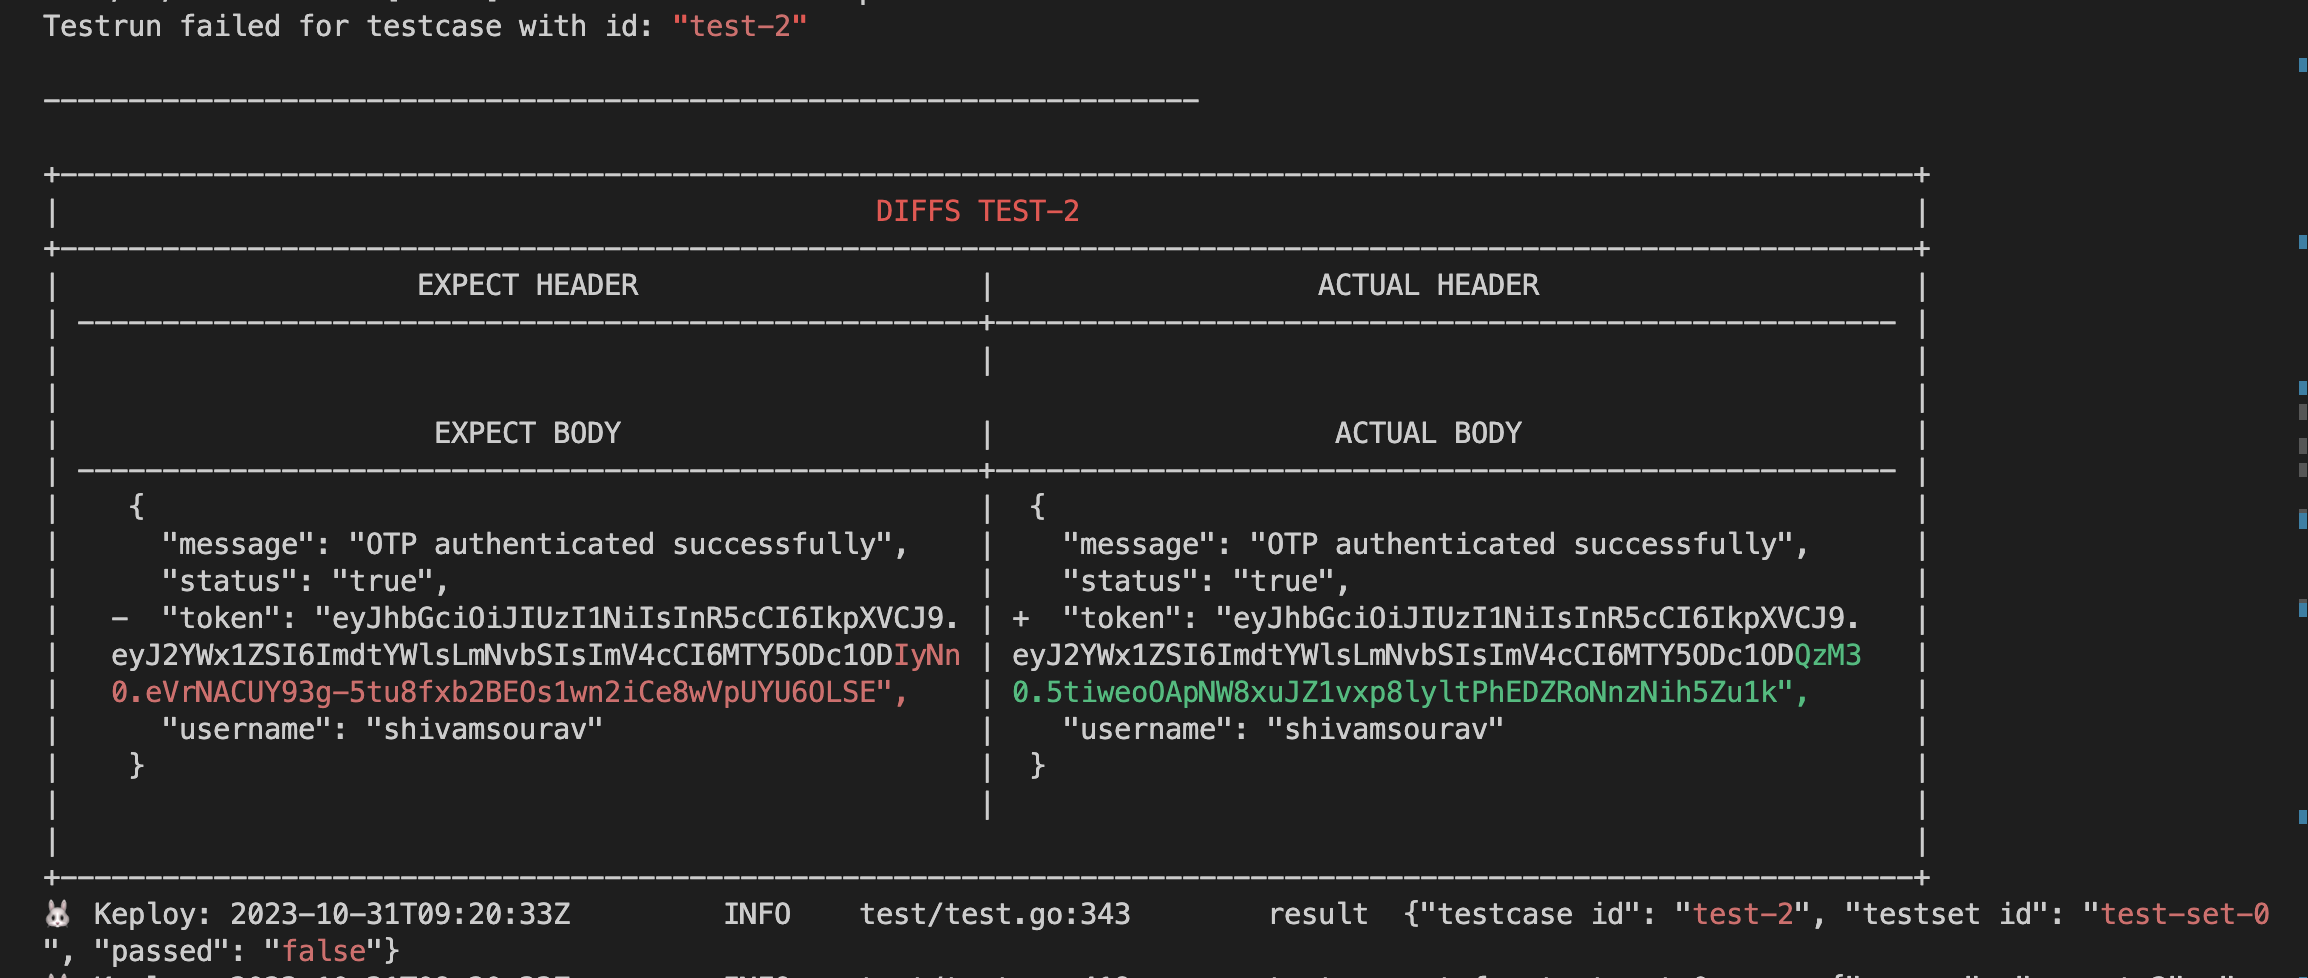 Testrun failed for testcase with id: "test-2"
--------------------------------------------------------------------
+-------------------------------------------------------------------------------------------------------------+
| DIFFS TEST-2 |
+-------------------------------------------------------------------------------------------------------------+
| EXPECT HEADER | ACTUAL HEADER |
| -----------------------------------------------------+----------------------------------------------------- |
| | |
| |
| EXPECT BODY | ACTUAL BODY |
| -----------------------------------------------------+----------------------------------------------------- |
| { | { |
| "message": "OTP authenticated successfully", | "message": "OTP authenticated successfully", |
| "status": "true", | "status": "true", |
| - "token": "eyJhbGciOiJIUzI1NiIsInR5cCI6IkpXVCJ9. | + "token": "eyJhbGciOiJIUzI1NiIsInR5cCI6IkpXVCJ9. |
| eyJ2YWx1ZSI6ImdtYWlsLmNvbSIsImV4cCI6MTY5ODc1ODIyNn | eyJ2YWx1ZSI6ImdtYWlsLmNvbSIsImV4cCI6MTY5ODc1ODQzM3 |
| 0.eVrNACUY93g-5tu8fxb2BEOs1wn2iCe8wVpUYU6OLSE", | 0.5tiweoOApNW8xuJZ1vxp8lyltPhEDZRoNnzNih5Zu1k", |
| "username": "shivamsourav" | "username": "shivamsourav" |
| } | } |
| | |
| |
+-------------------------------------------------------------------------------------------------------------+
🐰 Keploy: 2023-10-31T09:20:33Z INFO test/test.go:343 result {"testcase id": "test-2", "testset id": "test-set-0
", "passed": "false"}